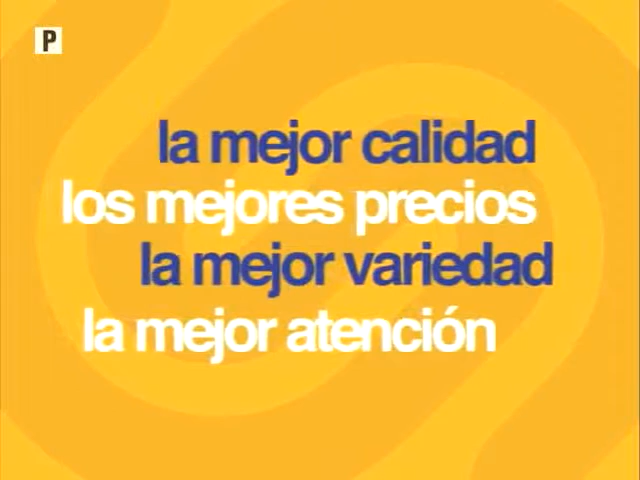 P
la mejor calidad
los mejores precios
la mejor variedad
la mejor atención